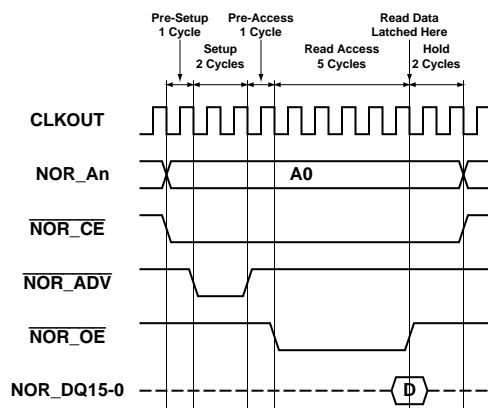 Pre-Setup
1 Cycle
Pre-Access
1 Cycle
Read Data
Latched Here
Setup
2 Cycles
Read Access
5 Cycles
Hold
2 Cycles
CLKOUT
NOR_An
A0
NOR_CE
NOR_ADV
NOR_OE
NOR_DQ15-0
D